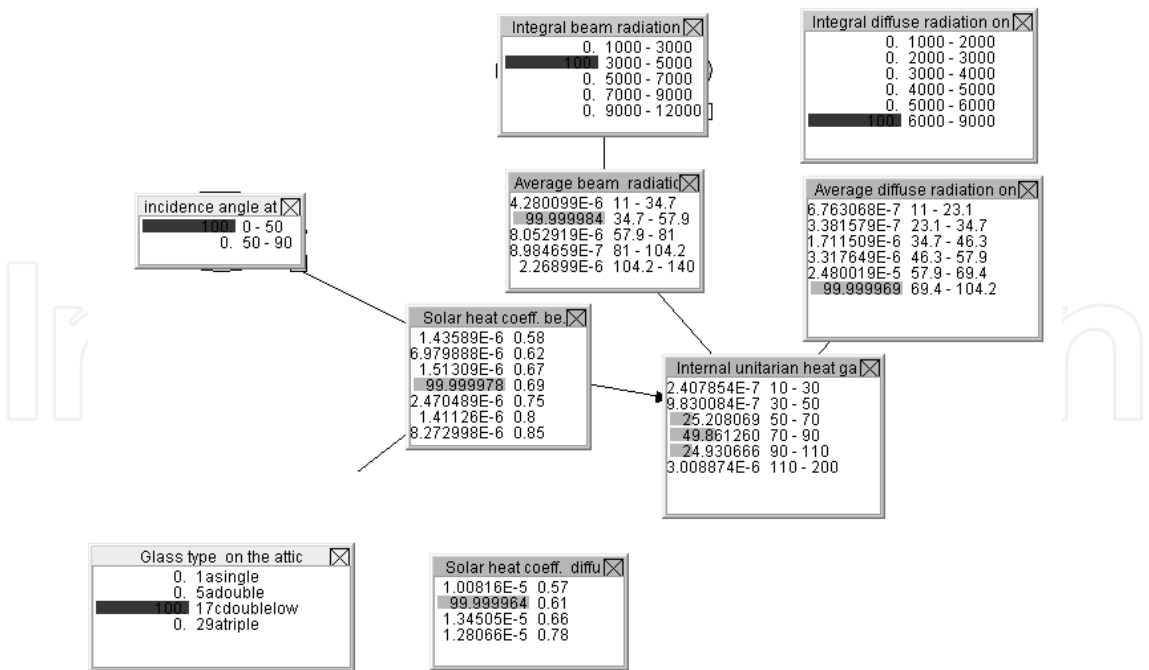 Integral beam radiation
0. 1000 - 3000
100. 3000 - 5000
0. 5000 - 7000
0. 7000 - 9000
0. 9000 - 12000
Integral diffuse radiation on
0. 1000 - 2000
0. 2000 - 3000
0. 3000 - 4000
0. 4000 - 5000
0. 5000 - 6000
100. 6000 - 9000
incidence angle at
100. 0 - 50
0. 50 - 90
Average beam radiatic
4.280099E-6 11 - 34.7
99.999984 34.7 - 57.9
8.052919E-6 57.9 - 81
8.984659E-7 81 - 104.2
2.26899E-6 104.2 - 140
Average diffuse radiation on
6.763068E-7 11 - 23.1
3.381579E-7 23.1 - 34.7
1.711509E-6 34.7 - 46.3
3.317649E-6 46.3 - 57.9
2.480019E-5 57.9 - 69.4
99.999969 69.4 - 104.2
Solar heat coeff. be.
1.43589E-6 0.58
6.979888E-6 0.62
1.51309E-6 0.67
99.999978 0.69
2.470489E-6 0.75
1.41126E-6 0.8
8.272998E-6 0.85
Internal unitarian heat ga
2.407854E-7 10 - 30
9.830084E-7 30 - 50
25.208069 50 - 70
49.861260 70 - 90
24.930666 90 - 110
3.008874E-6 110 - 200
Glass type on the attic
0. 1asingle
0. 5adouble
100. 17cdoublelow
0. 29atriple
Solar heat coeff. diffu
1.00816E-5 0.57
99.999964 0.61
1.34505E-5 0.66
1.28066E-5 0.78